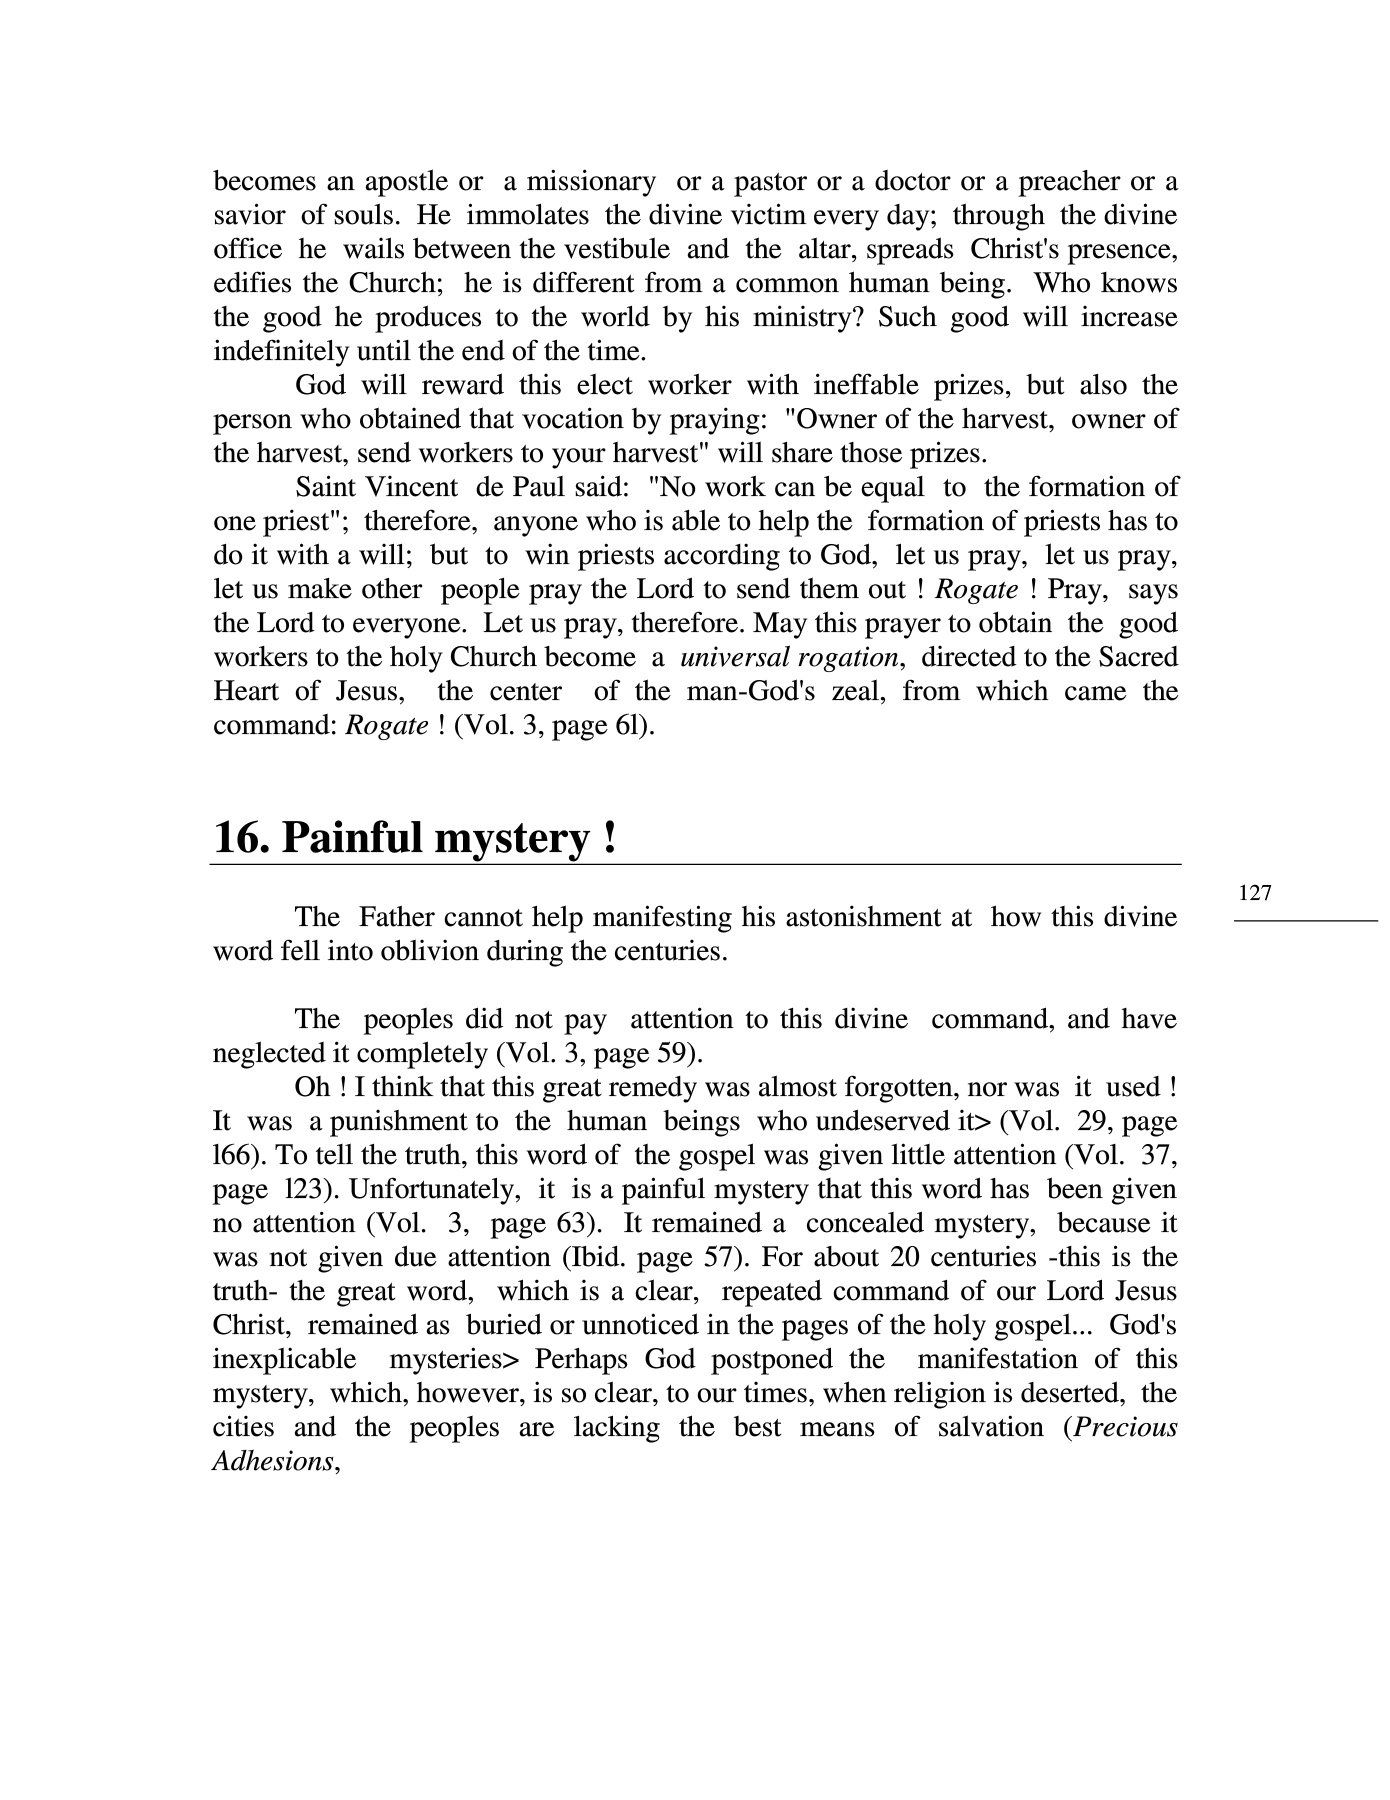 becomes an apostle or a missionary or a pastor or a doctor or a preacher or a
savior of souls. He immolates the divine victim every day; through the divine
office he wails between the vestibule and the altar, spreads Christ's presence,
edifies the Church; he is different from a common human being. Who knows
the good he produces to the world by his ministry? Such good will increase
indefinitely until the end of the time.
God will reward this elect worker with ineffable prizes, but also the
person who obtained that vocation by praying: "Owner of the harvest, owner of
the harvest, send workers to your harvest" will share those prizes.
Saint Vincent de Paul said: "No work can be equal to the formation of
one priest"; therefore, anyone who is able to help the formation of priests has to
do it with a will; but to win priests according to God, let us pray, let us pray,
let us make other people pray the Lord to send them out ! Rogate ! Pray, says
the Lord to everyone. Let us pray, therefore. May this prayer to obtain the good
workers to the holy Church become a universal rogation, directed to the Sacred
Heart of Jesus, the center of the man-God's zeal, from which came the
command: Rogate ! (Vol. 3, page 6l).
16. Painful mystery !
127
The Father cannot help manifesting his astonishment at how this divine
word fell into oblivion during the centuries.
The peoples did not pay attention to this divine command, and have
neglected it completely (Vol. 3, page 59).
Oh ! I think that this great remedy was almost forgotten, nor was it used !
It was a punishment to the human beings who undeserved it> (Vol. 29, page
l66). To tell the truth, this word of the gospel was given little attention (Vol. 37,
page l23). Unfortunately, it is a painful mystery that this word has been given
no attention (Vol. 3, page 63). It remained a concealed mystery, because it
was not given due attention (Ibid. page 57). For about 20 centuries -this is the
truth- the great word, which is a clear, repeated command of our Lord Jesus
Christ, remained as buried or unnoticed in the pages of the holy gospel... God's
inexplicable mysteries> Perhaps God postponed the manifestation of this
mystery, which, however, is so clear, to our times, when religion is deserted, the
cities and the peoples are lacking the best means of salvation (Precious
Adhesions,